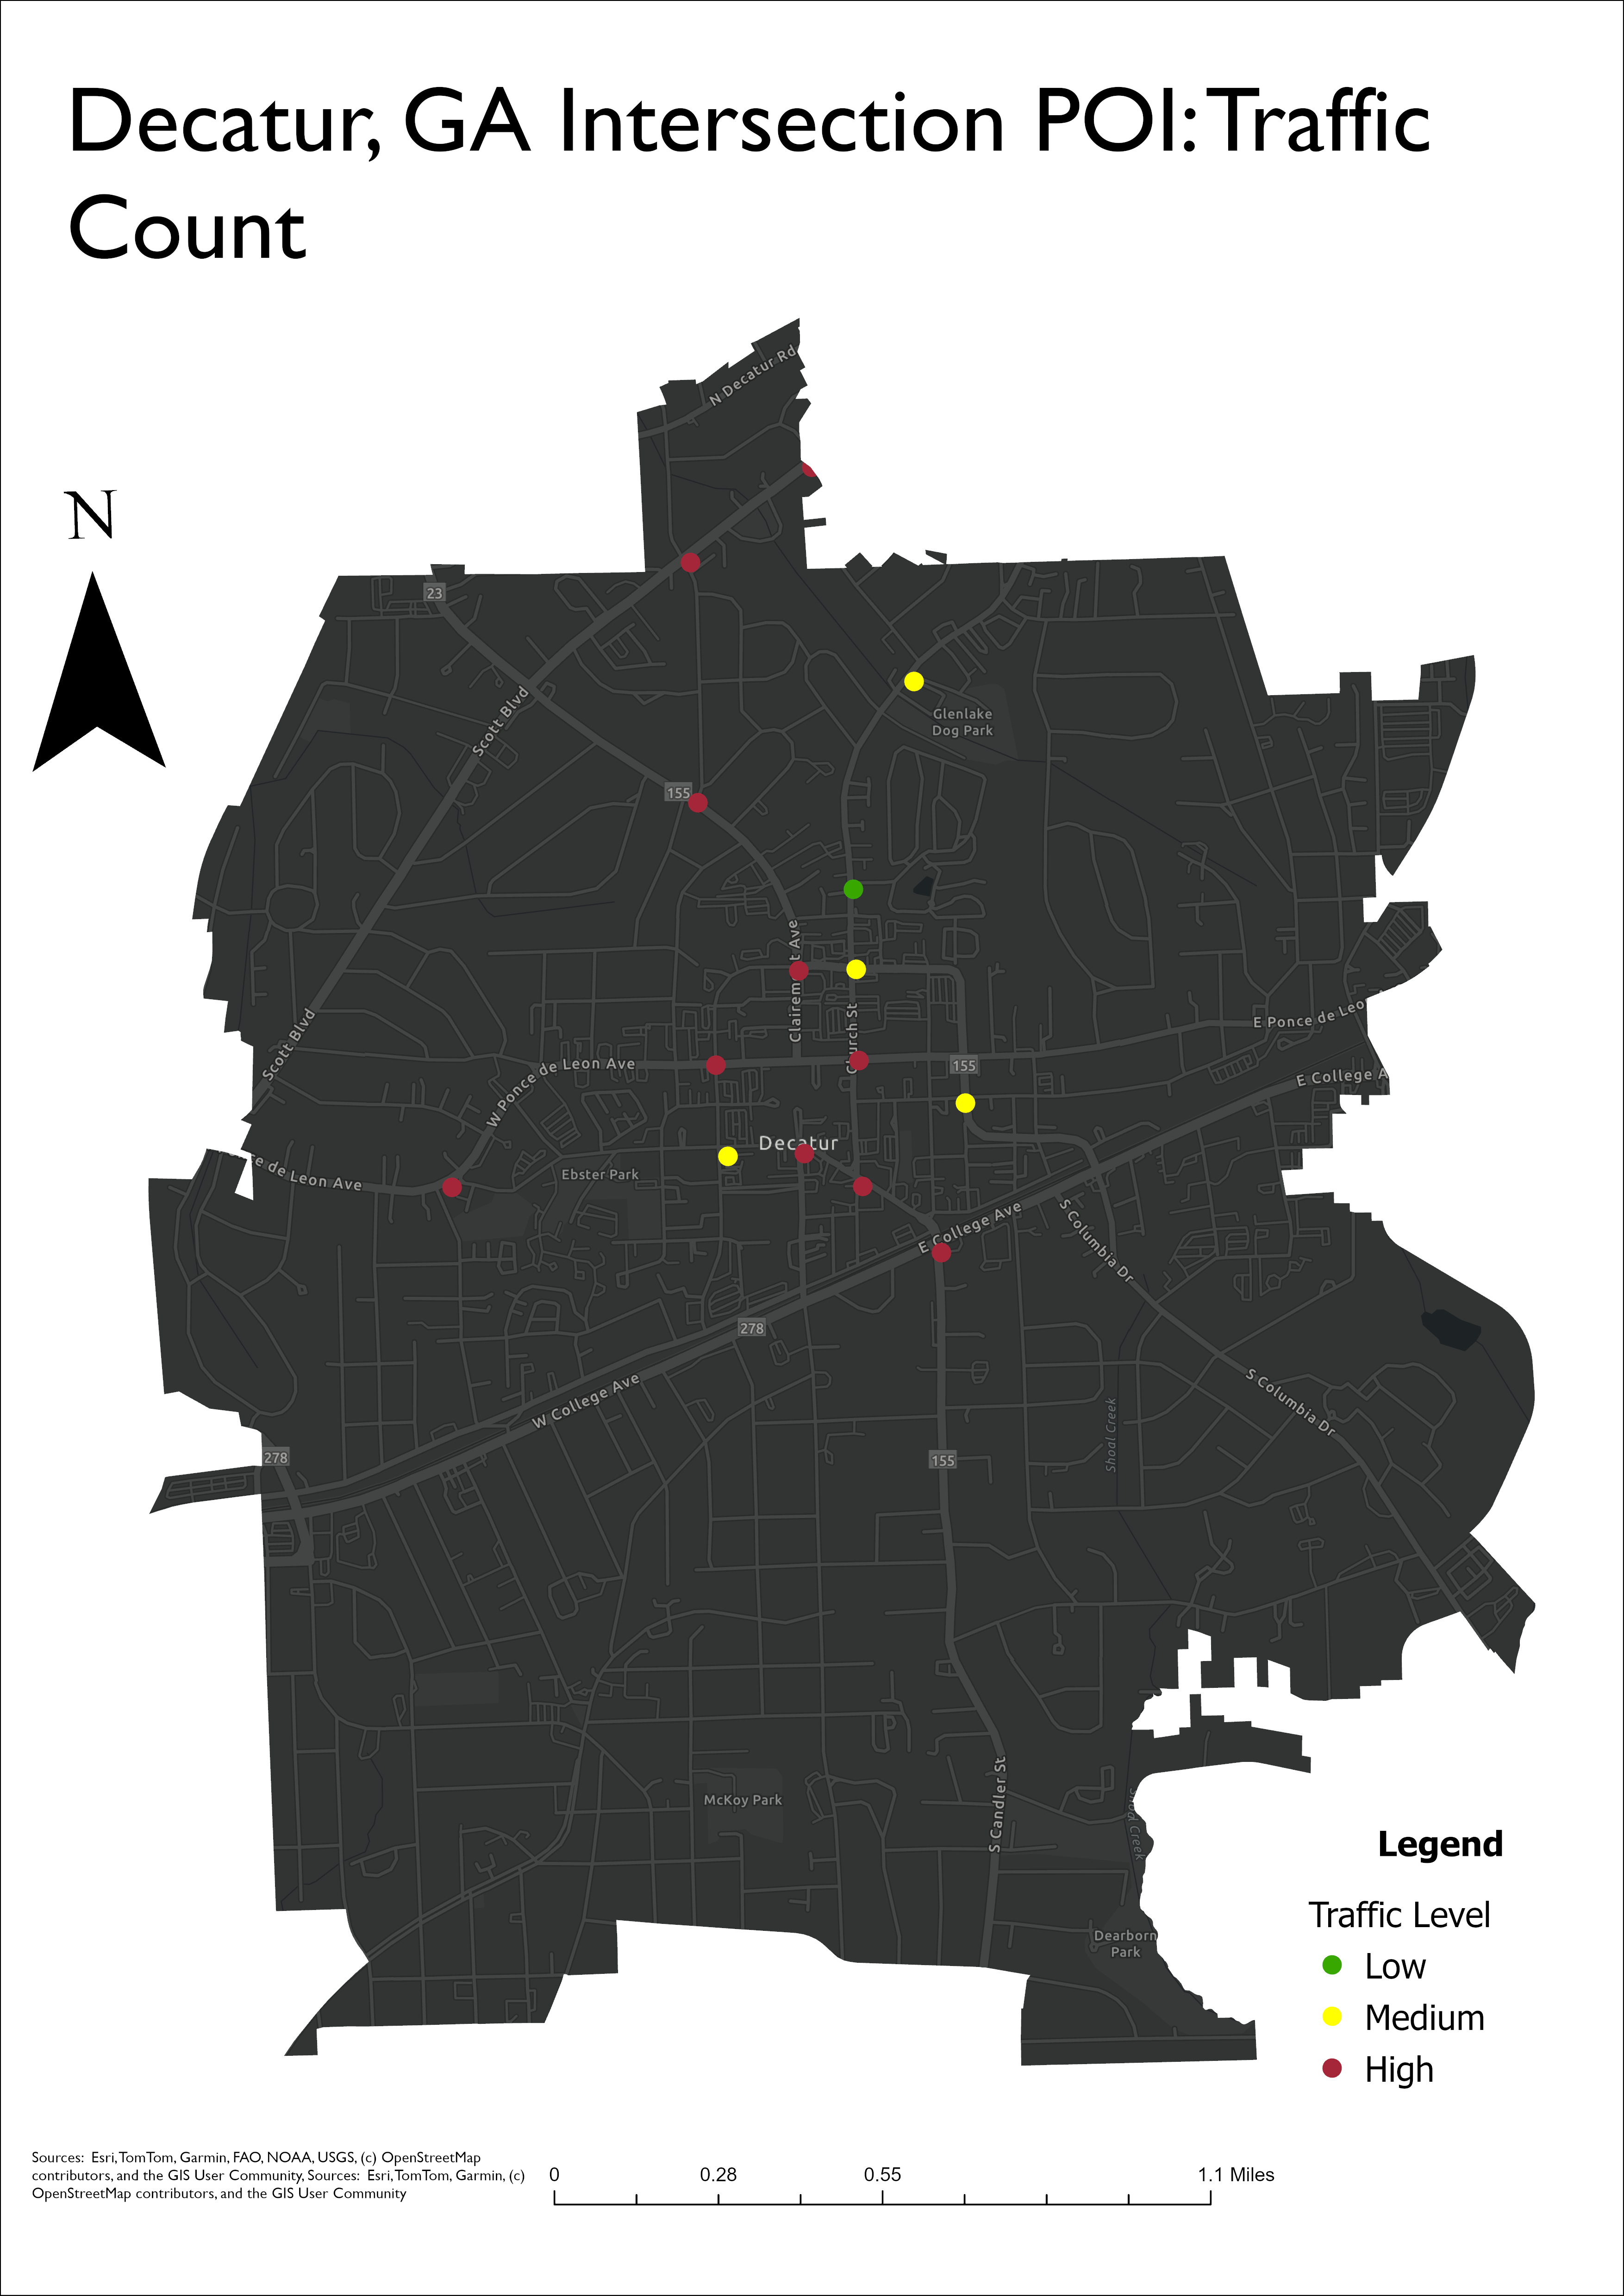 Decatur, GA Intersection POI: Traffic
Count
N Decatur Rd
N
23
Scott Blvd
Glenlake
Dog Park
155
Ave
E Ponce de Leo
Scott Blvd
W Ponce de Leon Ave
155
E College A
Decatur
de Leon Ave
Ebster Park
E College Ave
S Columbia Dr
278
W College Ave
S Columbia Dr
Shoal Creek
278
155
McKoy Park
S Candler St
Creek
Dearborn
Park
Legend
Traffic Level
Low
Medium
High
Sources: Esri, TomTom, Garmin, FAO, NOAA, USGS, (c) OpenStreetMap
contributors, and the GIS User Community, Sources: Esri, TomTom, Garmin, (c)
OpenStreetMap contributors, and the GIS User Community
0 0.28 0.55 1.1 Miles